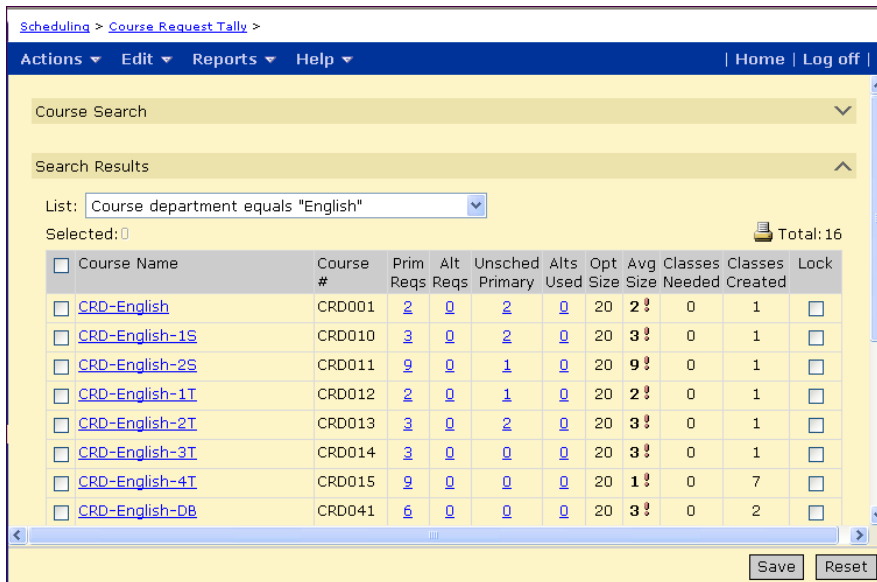 Scheduling > Course Request Tally >
Actions Edit Reports Help | Home | Log off |
Course Search
Search Results
List: Course department equals "English"
Selected: 0 Total: 16
Course Name Course # Prim Reqs Alt Reqs Unsched Primary Alts Used Opt Size Avg Size Classes Needed Classes Created Lock
CRD-English CRD001 2 0 2 0 20 2! 0 1
CRD-English-1S CRD010 3 0 2 0 20 3! 0 1
CRD-English-2S CRD011 9 0 1 0 20 9! 0 1
CRD-English-1T CRD012 2 0 1 0 20 2! 0 1
CRD-English-2T CRD013 3 0 2 0 20 3! 0 1
CRD-English-3T CRD014 3 0 0 0 20 3! 0 1
CRD-English-4T CRD015 9 0 0 0 20 1! 0 7
CRD-English-DB CRD041 6 0 0 0 20 3! 0 2
Save Reset